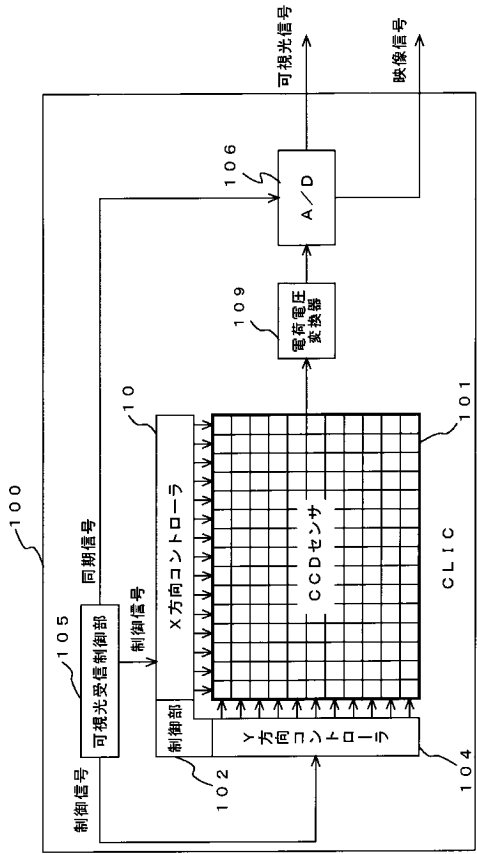 100
105
可視光受信制御部
制御信号
制御信号
同期信号
10
X方向コントローラ
制御部
102
Y方向コントローラ
104
CCDセンサ
101
CLIC
電荷電圧
変換器
109
A/D
106
可視光信号
映像信号